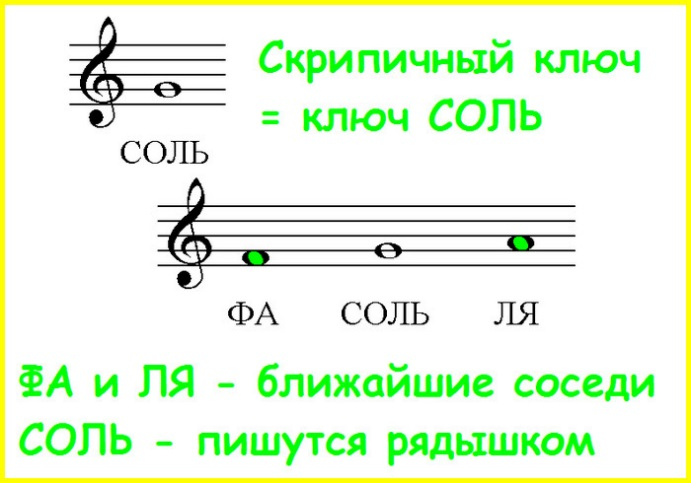 Скрипичный ключ
= ключ СОЛЬ
СОЛЬ
ФА СОЛЬ ЛЯ
ФА и ЛЯ - ближайшие соседи
СОЛЬ - пишутся рядышком